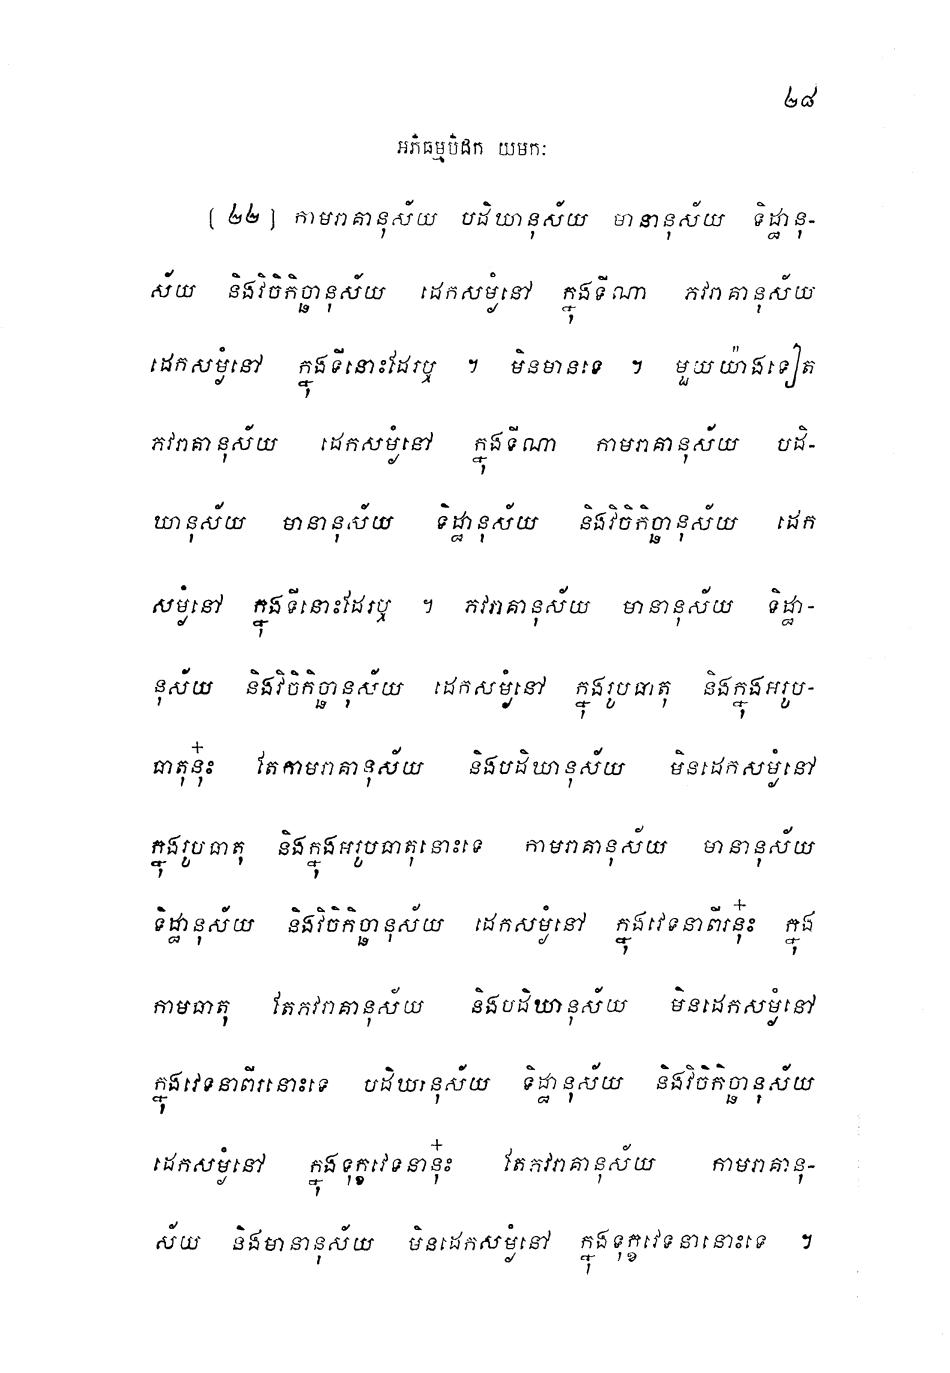 ២៨
អភិធម្មបិដក យមកៈ
(២២) កាមរាគានុស័យ បដិឃានុស័យ មានានុស័យ ទិដ្ឋានុ-
ស័យ និងវិចិកិច្ឆានុស័យ ដេកសម្ងំនៅ ក្នុងទីណា ភវរាគានុស័យ
ដេកសម្ងំនៅ ក្នុងទីនោះដែរឬ ។ មិនមានទេ ។ មួយយ៉ាងទៀត
ភវរាគានុស័យ ដេកសម្ងំនៅ ក្នុងទីណា កាមរាគានុស័យ បដិ-
ឃានុស័យ មានានុស័យ ទិដ្ឋានុស័យ និងវិចិកិច្ឆានុស័យ ដេក
សម្ងំនៅ ក្នុងទីនោះដែរឬ ។ ភវរាគានុស័យ មានានុស័យ ទិដ្ឋា-
នុស័យ និងវិចិកិច្ឆានុស័យ ដេកសម្ងំនៅ ក្នុងរូបធាតុ និងក្នុងអរូប-
ធាតុនុ៎ះ តែកាមរាគានុស័យ និងបដិឃានុស័យ មិនដេកសម្ងំនៅ
ក្នុងរូបធាតុ និងក្នុងអរូបធាតុនោះទេ កាមរាគានុស័យ មានានុស័យ
ទិដ្ឋានុស័យ និងវិចិកិច្ឆានុស័យ ដេកសម្ងំនៅ ក្នុងវេទនាពីរនុ៎ះ ក្នុង
កាមធាតុ តែភវរាគានុស័យ និងបដិឃានុស័យ មិនដេកសម្ងំនៅ
ក្នុងវេទនាពីរនោះទេ បដិឃានុស័យ ទិដ្ឋានុស័យ និងវិចិកិច្ឆានុស័យ
ដេកសម្ងំនៅ ក្នុងទុក្ខវេទនានុ៎ះ តែភវរាគានុស័យ កាមរាគានុ-
ស័យ និងមានានុស័យ មិនដេកសម្ងំនៅ ក្នុងទុក្ខវេទនានោះទេ ។